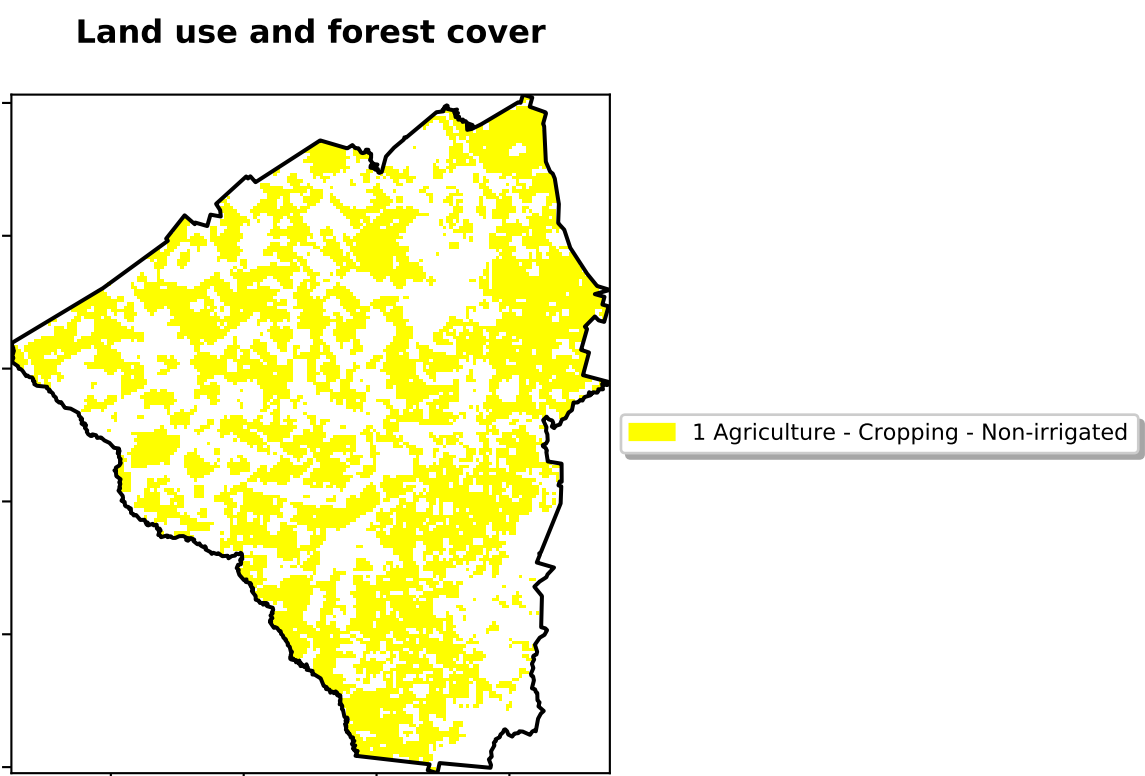 Land use and forest cover
1 Agriculture - Cropping - Non-irrigated